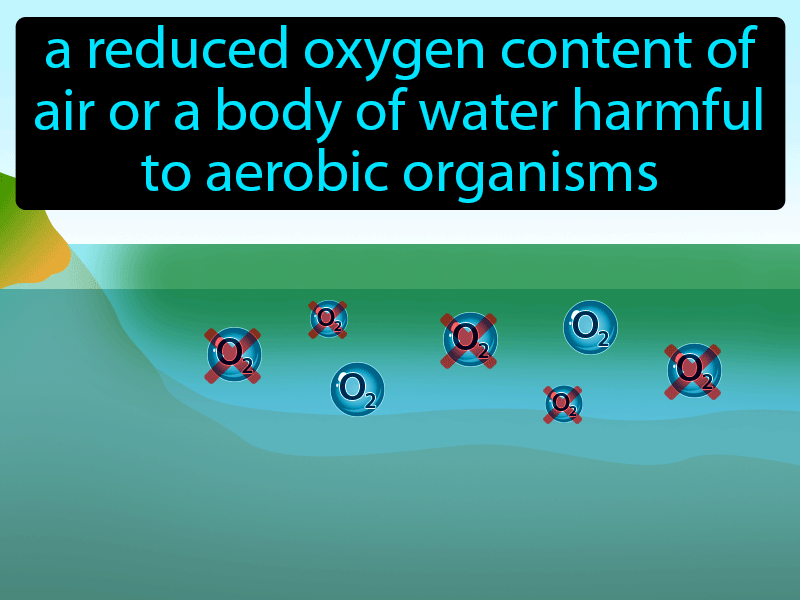 a reduced oxygen content of
air or a body of water harmful
to aerobic organisms
O₂
O₂
O₂
O₂
O₂
O₂
O₂